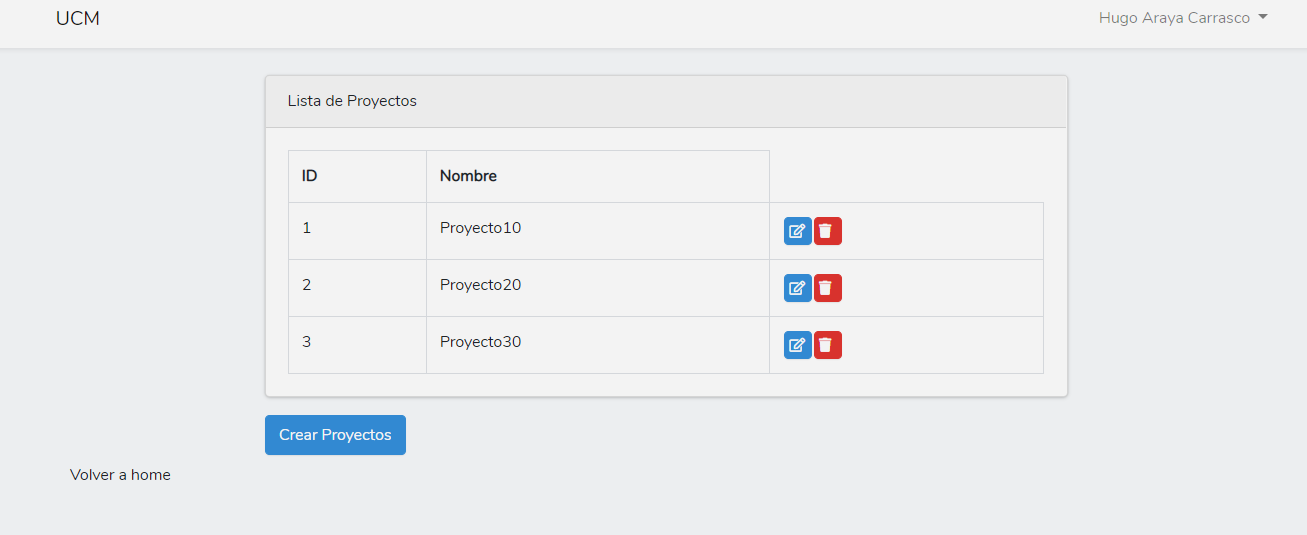 UCM
Hugo Araya Carrasco
Lista de Proyectos
ID Nombre
1 Proyecto10
2 Proyecto20
3 Proyecto30
Crear Proyectos
Volver a home